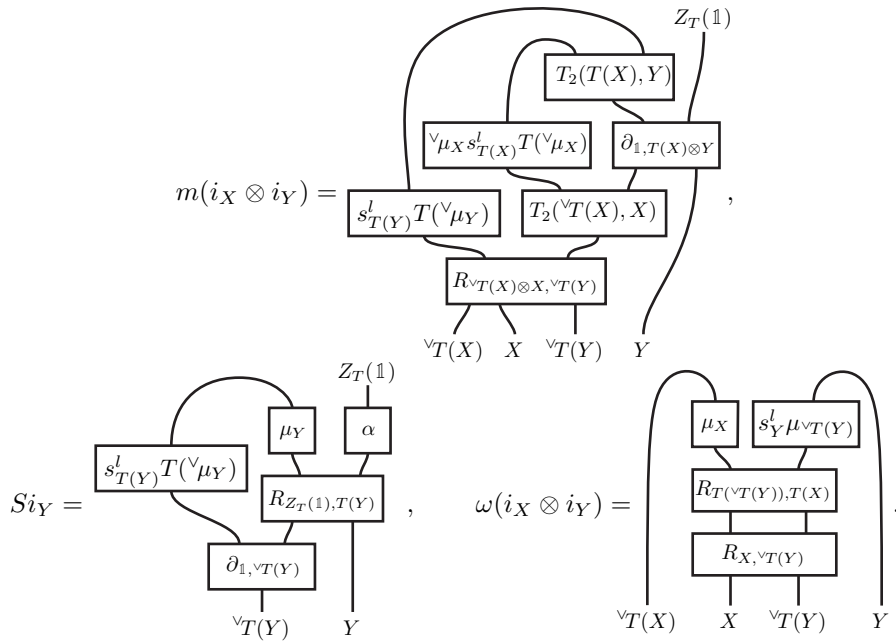 Z_T(𝟙)
T_2(T(X), Y)
^∨μ_X s^l_{T(X)} T(^∨μ_X)
∂_{𝟙,T(X)⊗Y}
m(i_X ⊗ i_Y) =
s^l_{T(Y)} T(^∨μ_Y)
T_2(^∨T(X), X)
,
R_{^∨T(X)⊗X, ^∨T(Y)}
^∨T(X) X ^∨T(Y) Y
Z_T(𝟙)
μ_Y α
s^l_{T(Y)} T(^∨μ_Y)
Si_Y =
R_{Z_T(𝟙),T(Y)}
,
∂_{𝟙,^∨T(Y)}
^∨T(Y) Y
μ_X s^l_Y μ_{^∨T(Y)}
ω(i_X ⊗ i_Y) =
R_{T(^∨T(Y)),T(X)}
.
R_{X,^∨T(Y)}
^∨T(X) X ^∨T(Y) Y